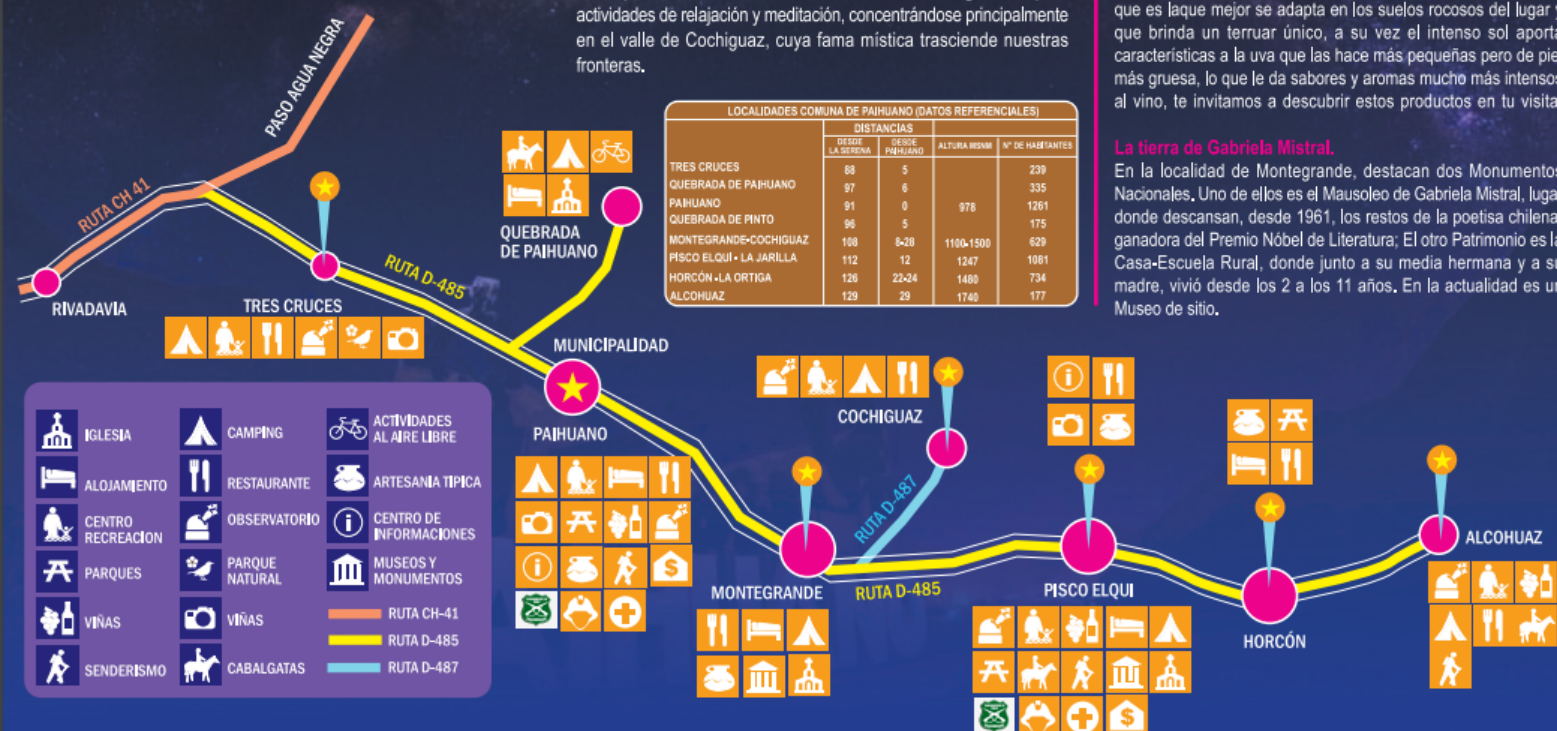 actividades de relajación y meditación, concentrándose principalmente
en el valle de Cochiguaz, cuya fama mística trasciende nuestras
fronteras.
que es laque mejor se adapta en los suelos rocosos del lugar
que brinda un terruar único, a su vez el intenso sol aporta
características a la uva que las hace más pequeñas pero de
más gruesa, lo que le da sabores y aromas mucho más intensos
al vino, te invitamos a descubrir estos productos en tu visita
La tierra de Gabriela Mistral.
En la localidad de Montegrande, destacan dos Monumentos
Nacionales. Uno de ellos es el Mausoleo de Gabriela Mistral,
donde descansan, desde 1961, los restos de la poetisa chilena
ganadora del Premio Nóbel de Literatura; El otro Patrimonio es la
Casa-Escuela Rural, donde junto a su media hermana y a su
madre, vivió desde los 2 a los 11 años. En la actualidad es un
Museo de sitio.
LOCALIDADES COMUNA DE PAIHUANO (DATOS REFERENCIALES)
DISTANCIAS
DESDE LA SERENA DESDE PAIHUANO ALTURA MSNM N° DE HABITANTES
TRES CRUCES 88 5 239
QUEBRADA DE PAIHUANO 97 6 335
PAIHUANO 91 0 978 1261
QUEBRADA DE PINTO 96 5 175
MONTEGRANDE-COCHIGUAZ 108 8-28 1100-1500 629
PISCO ELQUI - LA JARILLA 112 12 1247 1081
HORCÓN -LA ORTIGA 126 22-24 1480 734
ALCOHUAZ 129 29 1740 177
PASO AGUA NEGRA
RUTA CH 41
RIVADAVIA
TRES CRUCES
RUTA D-485
QUEBRADA
DE PAIHUANO
MUNICIPALIDAD
PAIHUANO
COCHIGUAZ
RUTA D-487
MONTEGRANDE
RUTA D-485
PISCO ELQUI
HORCÓN
ALCOHUAZ
IGLESIA
ALOJAMIENTO
CENTRO
RECREACION
PARQUES
VIÑAS
SENDERISMO
CAMPING
RESTAURANTE
OBSERVATORIO
PARQUE
NATURAL
VIÑAS
CABALGATAS
ACTIVIDADES
AL AIRE LIBRE
ARTESANIA TIPICA
CENTRO DE
INFORMACIONES
MUSEOS Y
MONUMENTOS
RUTA CH-41
RUTA D-485
RUTA D-487